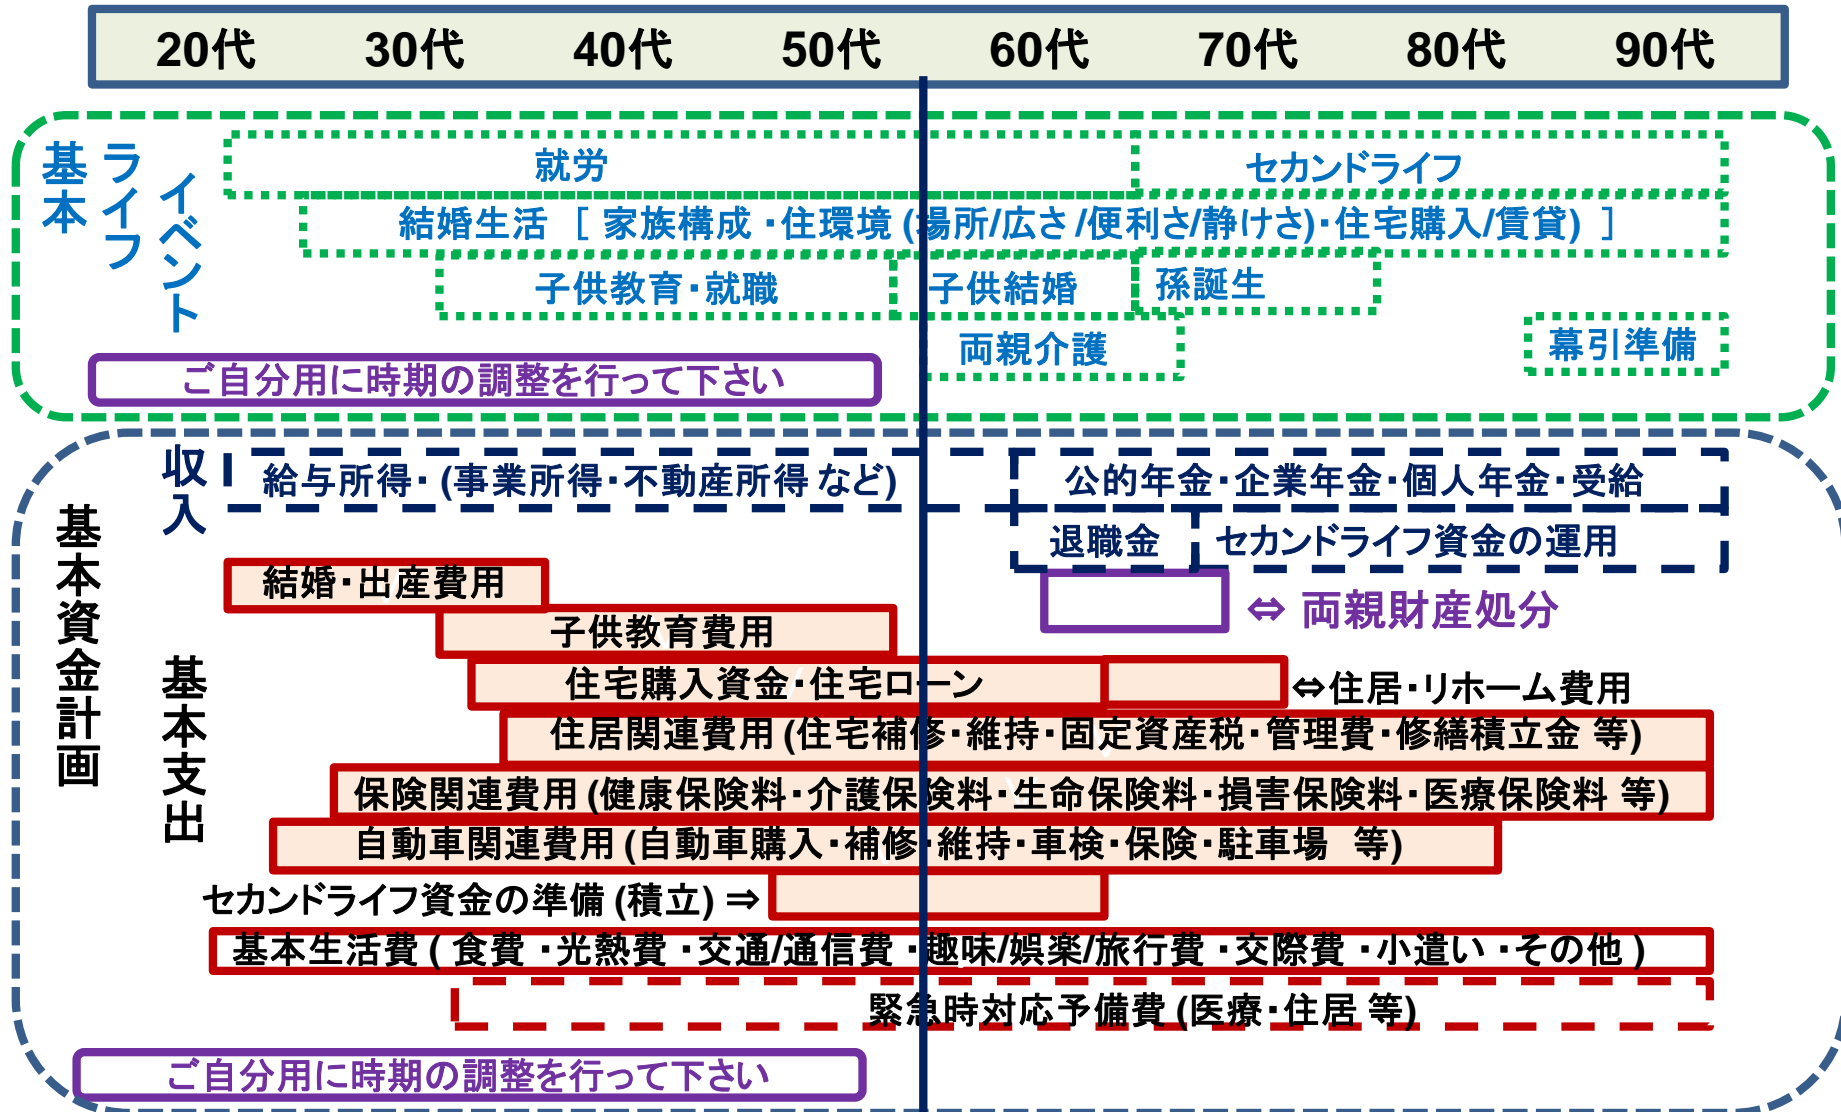 20代 30代 40代 50代 60代 70代 80代 90代
基本
ライフ
イベント
就労
セカンドライフ
結婚生活 [ 家族構成 ・住環境 (場所/広さ /便利さ/静けさ)・住宅購入/賃貸) ]
子供教育・就職
子供結婚
孫誕生
両親介護
幕引準備
ご自分用に時期の調整を行って下さい
基本資金計画
収入
給与所得・ (事業所得・不動産所得 など)
公的年金・企業年金・個人年金・受給
退職金
セカンドライフ資金の運用
⇔ 両親財産処分
基本支出
結婚・出産費用
子供教育費用
住宅購入資金・住宅ローン
⇔住居・リホーム費用
住居関連費用 (住宅補修・維持・固定資産税・管理費・修繕積立金 等)
保険関連費用 (健康保険料・介護保険料・生命保険料・損害保険料・医療保険料 等)
自動車関連費用 (自動車購入・補修・維持・車検・保険・駐車場 等)
セカンドライフ資金の準備 (積立) ⇒
基本生活費 ( 食費 ・光熱費 ・交通/通信費 ・趣味/娯楽/旅行費 ・交際費 ・小遣い ・その他 )
緊急時対応予備費 (医療・住居 等)
ご自分用に時期の調整を行って下さい